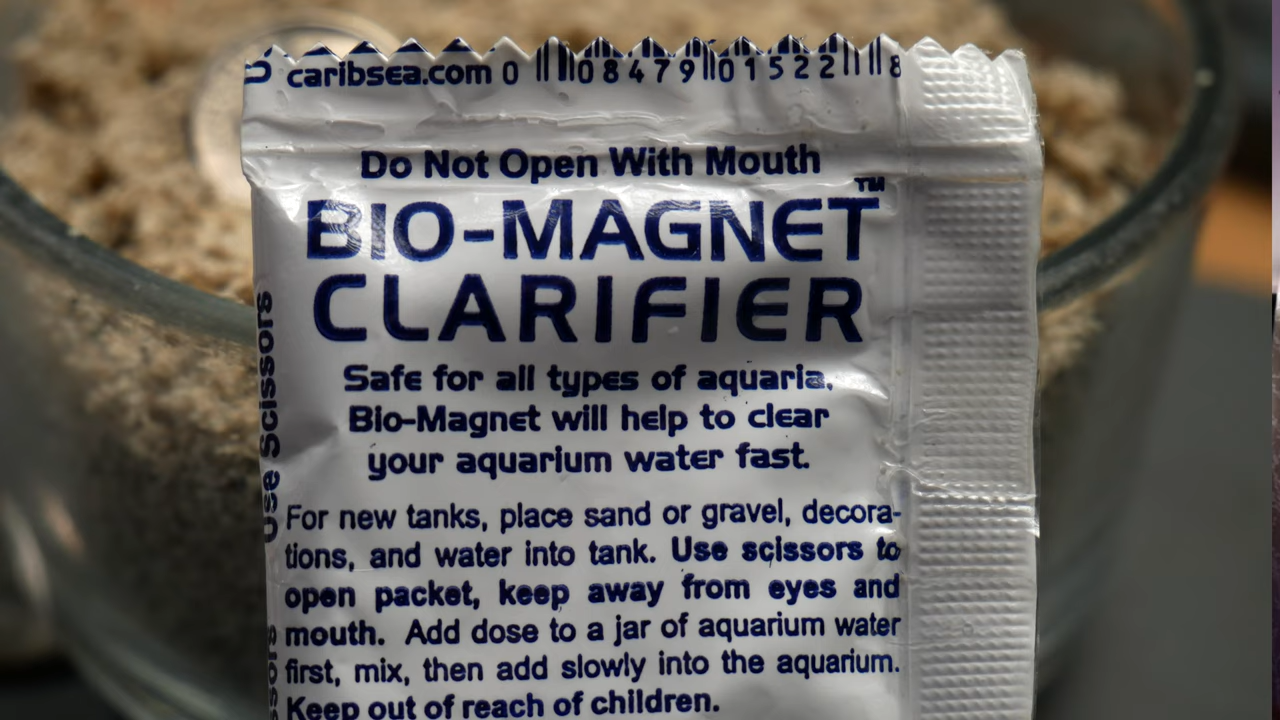 caribsea.com 0 08479 01522 8
Do Not Open With Mouth
BIO-MAGNET™
CLARIFIER
Safe for all types of aquaria.
Bio-Magnet will help to clear
your aquarium water fast.
For new tanks, place sand or gravel, decora-
tions, and water into tank. Use scissors to
open packet, keep away from eyes and
mouth. Add dose to a jar of aquarium water
first, mix, then add slowly into the aquarium.
Keep out of reach of children.
Use Scissors